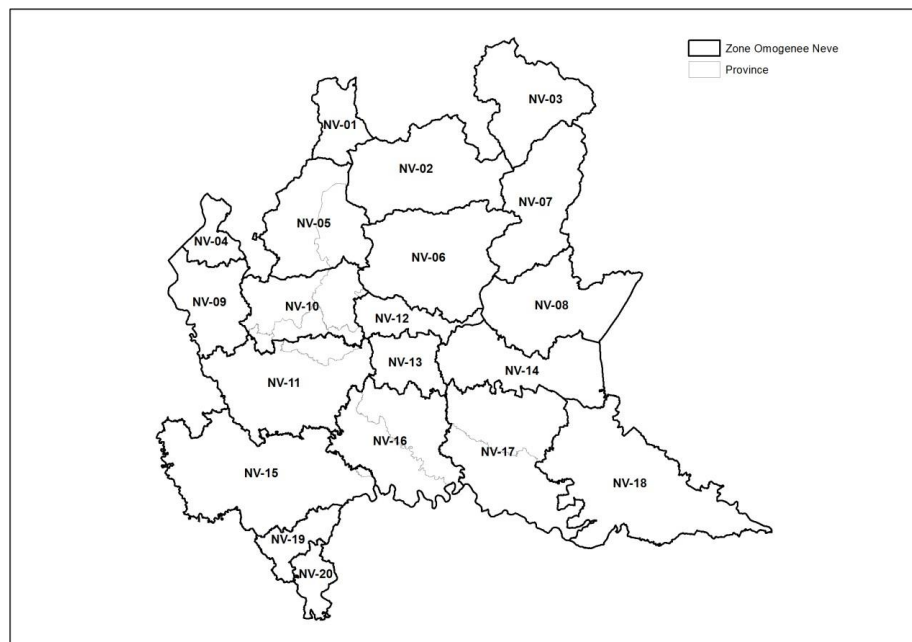 Zone Omogenee Neve
Province
NV-03
NV-01
NV-02
NV-07
NV-05
NV-04
NV-06
NV-09
NV-10
NV-08
NV-12
NV-13
NV-14
NV-11
NV-16
NV-17
NV-15
NV-18
NV-19
NV-20